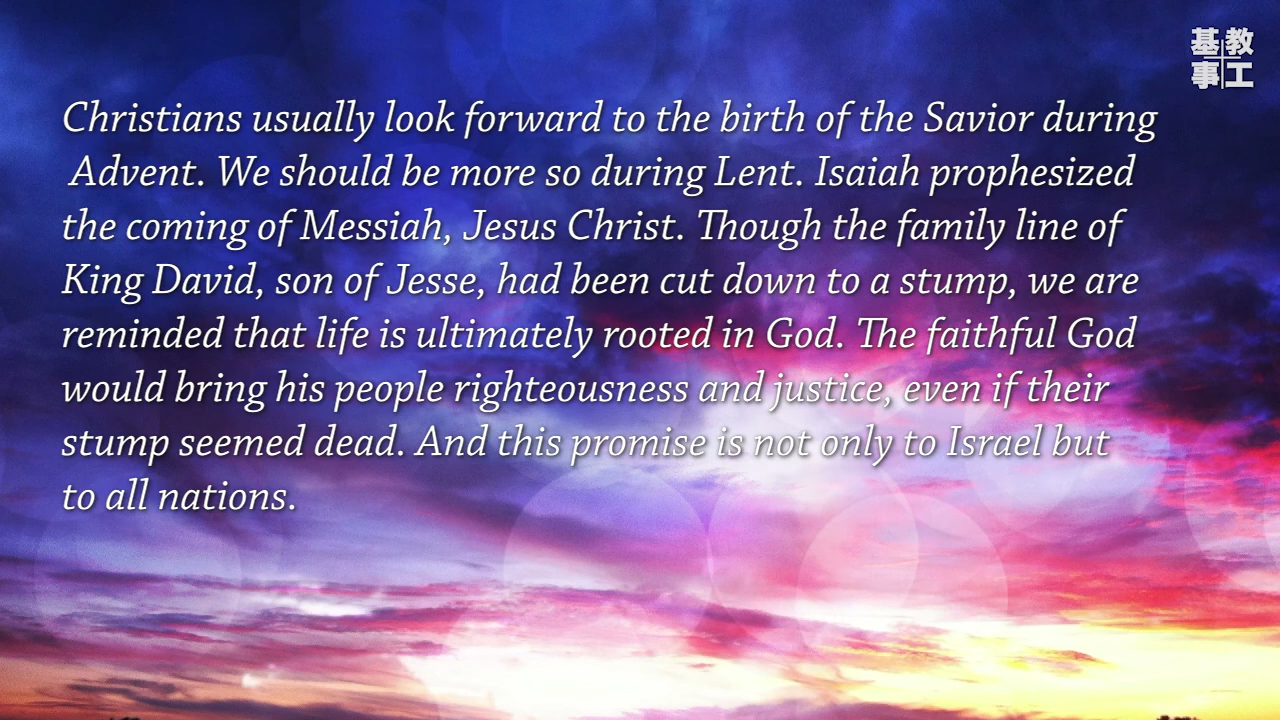 基教
事工
Christians usually look forward to the birth of the Savior during
Advent. We should be more so during Lent. Isaiah prophesized
the coming of Messiah, Jesus Christ. Though the family line of
King David, son of Jesse, had been cut down to a stump, we are
reminded that life is ultimately rooted in God. The faithful God
would bring his people righteousness and justice, even if their
stump seemed dead. And this promise is not only to Israel but
to all nations.